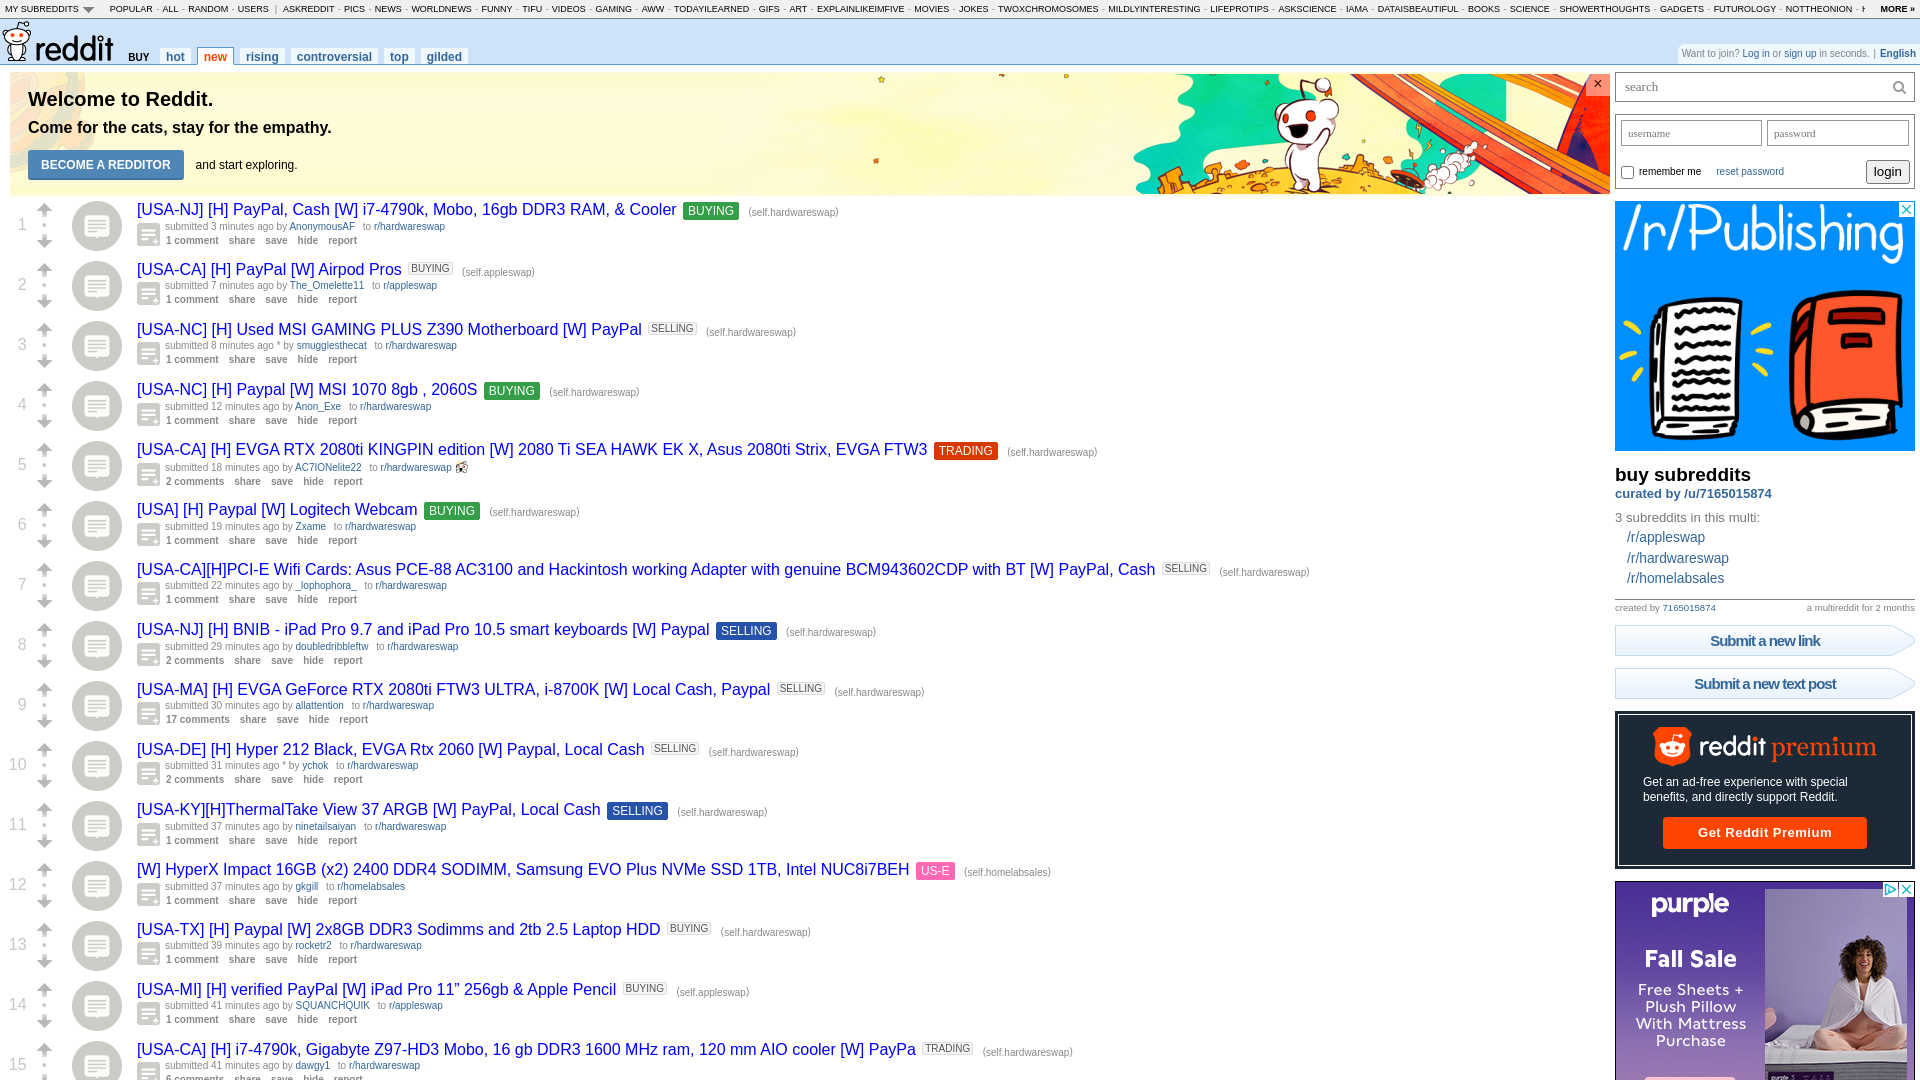 MY SUBREDDITS
POPULAR - ALL - RANDOM - USERS | ASKREDDIT - PICS - NEWS - WORLDNEWS - FUNNY - TIFU - VIDEOS - GAMING - AWW - TODAYILEARNED - GIFS - ART - EXPLAINLIKEIMFIVE - MOVIES - JOKES - TWOXCHROMOSOMES - MILDLYINTERESTING - LIFEPROTIPS - ASKSCIENCE - IAMA - DATAISBEAUTIFUL - BOOKS - SCIENCE - SHOWERTHOUGHTS - GADGETS - FUTUROLOGY - NOTTHEONION -
MORE »
reddit BUY hot new rising controversial top gilded
Want to join? Log in or sign up in seconds. | English
Welcome to Reddit.
Come for the cats, stay for the empathy.
BECOME A REDDITOR and start exploring.
×
1
[USA-NJ] [H] PayPal, Cash [W] i7-4790k, Mobo, 16gb DDR3 RAM, & Cooler BUYING (self.hardwareswap)
submitted 3 minutes ago by AnonymousAF to r/hardwareswap
1 comment share save hide report
2
[USA-CA] [H] PayPal [W] Airpod Pros BUYING (self.appleswap)
submitted 7 minutes ago by The_Omelette11 to r/appleswap
1 comment share save hide report
3
[USA-NC] [H] Used MSI GAMING PLUS Z390 Motherboard [W] PayPal SELLING (self.hardwareswap)
submitted 8 minutes ago * by smugglesthecat to r/hardwareswap
1 comment share save hide report
4
[USA-NC] [H] Paypal [W] MSI 1070 8gb , 2060S BUYING (self.hardwareswap)
submitted 12 minutes ago by Anon_Exe to r/hardwareswap
1 comment share save hide report
5
[USA-CA] [H] EVGA RTX 2080ti KINGPIN edition [W] 2080 Ti SEA HAWK EK X, Asus 2080ti Strix, EVGA FTW3 TRADING (self.hardwareswap)
submitted 18 minutes ago by AC7IONelite22 to r/hardwareswap
2 comments share save hide report
6
[USA] [H] Paypal [W] Logitech Webcam BUYING (self.hardwareswap)
submitted 19 minutes ago by Zxame to r/hardwareswap
1 comment share save hide report
7
[USA-CA][H]PCI-E Wifi Cards: Asus PCE-88 AC3100 and Hackintosh working Adapter with genuine BCM943602CDP with BT [W] PayPal, Cash SELLING (self.hardwareswap)
submitted 22 minutes ago by _lophophora_ to r/hardwareswap
1 comment share save hide report
8
[USA-NJ] [H] BNIB - iPad Pro 9.7 and iPad Pro 10.5 smart keyboards [W] Paypal SELLING (self.hardwareswap)
submitted 29 minutes ago by doubledribbleftw to r/hardwareswap
2 comments share save hide report
9
[USA-MA] [H] EVGA GeForce RTX 2080ti FTW3 ULTRA, i-8700K [W] Local Cash, Paypal SELLING (self.hardwareswap)
submitted 30 minutes ago by allattention to r/hardwareswap
17 comments share save hide report
10
[USA-DE] [H] Hyper 212 Black, EVGA Rtx 2060 [W] Paypal, Local Cash SELLING (self.hardwareswap)
submitted 31 minutes ago * by ychok to r/hardwareswap
2 comments share save hide report
11
[USA-KY][H]ThermalTake View 37 ARGB [W] PayPal, Local Cash SELLING (self.hardwareswap)
submitted 37 minutes ago by ninetailsaiyan to r/hardwareswap
1 comment share save hide report
12
[W] HyperX Impact 16GB (x2) 2400 DDR4 SODIMM, Samsung EVO Plus NVMe SSD 1TB, Intel NUC8i7BEH US-E (self.homelabsales)
submitted 37 minutes ago by gkgill to r/homelabsales
1 comment share save hide report
13
[USA-TX] [H] Paypal [W] 2x8GB DDR3 Sodimms and 2tb 2.5 Laptop HDD BUYING (self.hardwareswap)
submitted 39 minutes ago by rocketr2 to r/hardwareswap
1 comment share save hide report
14
[USA-MI] [H] verified PayPal [W] iPad Pro 11” 256gb & Apple Pencil BUYING (self.appleswap)
submitted 41 minutes ago by SQUANCHQUIK to r/appleswap
1 comment share save hide report
15
[USA-CA] [H] i7-4790k, Gigabyte Z97-HD3 Mobo, 16 gb DDR3 1600 MHz ram, 120 mm AIO cooler [W] PayPa TRADING (self.hardwareswap)
submitted 41 minutes ago by dawgy1 to r/hardwareswap
6 comments share save hide report
search
username password
remember me reset password login
/r/Publishing
buy subreddits
curated by /u/7165015874
3 subreddits in this multi:
/r/appleswap
/r/hardwareswap
/r/homelabsales
created by 7165015874 a multireddit for 2 months
Submit a new link
Submit a new text post
reddit premium
Get an ad-free experience with special
benefits, and directly support Reddit.
Get Reddit Premium
purple
Fall Sale
Free Sheets +
Plush Pillow
With Mattress
Purchase